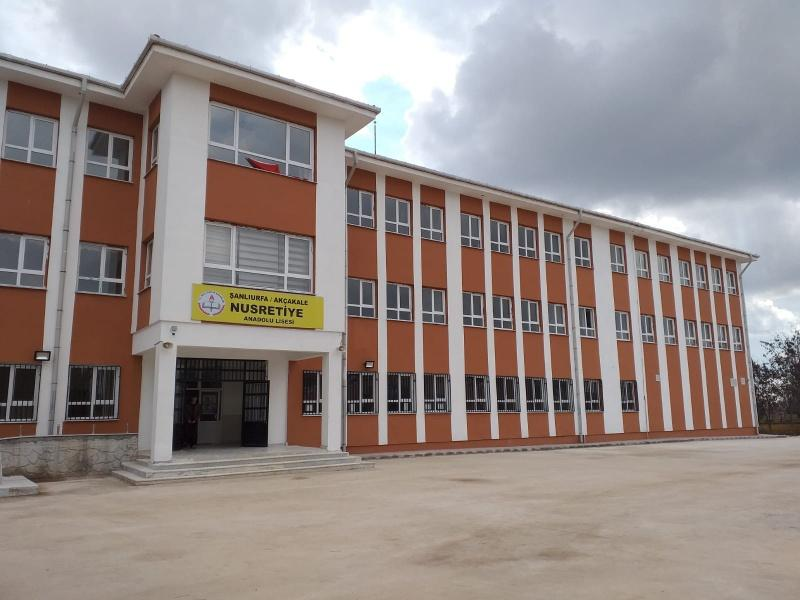 ŞANLIURFA / AKÇAKALE
NUSRETİYE
ANADOLU LİSESİ